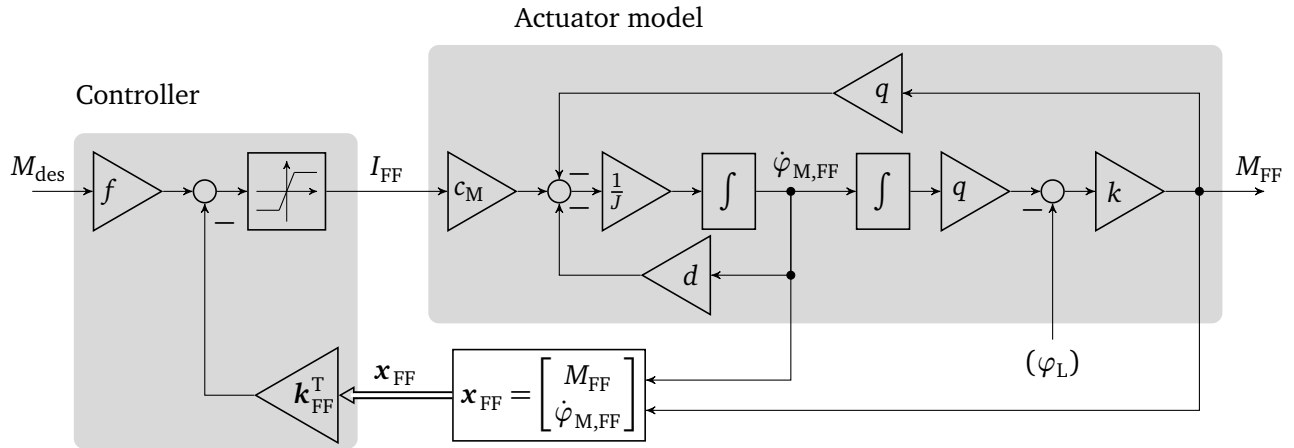 Actuator model
Controller
q
M_des
f
−
I_FF
c_M
−
−
1/J
∫
φ̇_M,FF
∫
q
−
k
M_FF
d
(φ_L)
k_FF^T
x_FF
x_FF = [M_FF
φ̇_M,FF]